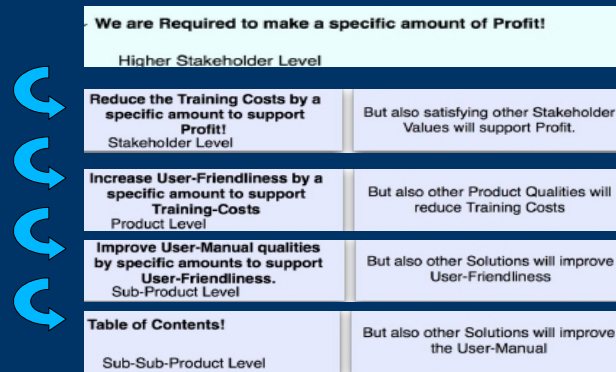 We are Required to make a specific amount of Profit!
Higher Stakeholder Level
Reduce the Training Costs by a
specific amount to support
Profit!
Stakeholder Level
But also satisfying other Stakeholder
Values will support Profit.
Increase User-Friendliness by a
specific amount to support
Training-Costs
Product Level
But also other Product Qualities will
reduce Training Costs
Improve User-Manual qualities
by specific amounts to support
User-Friendliness.
Sub-Product Level
But also other Solutions will improve
User-Friendliness
Table of Contents!
Sub-Sub-Product Level
But also other Solutions will improve
the User-Manual